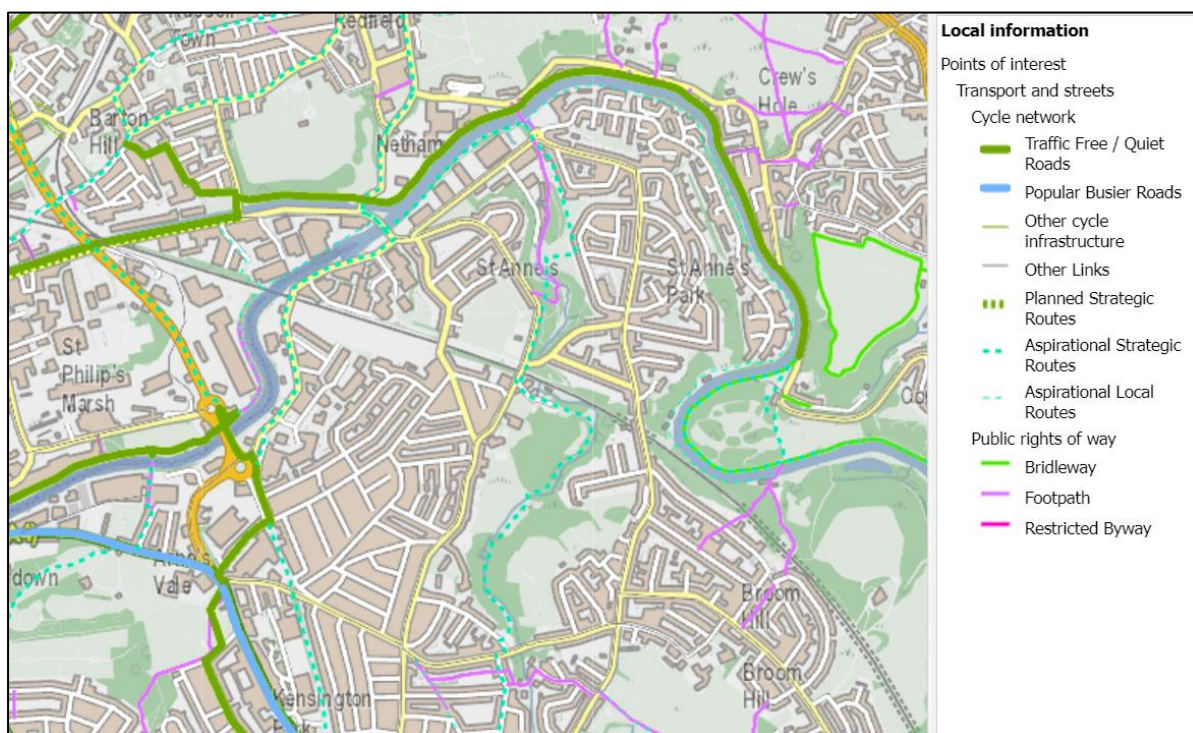 Redfield
Town
Crew's
Hole
Barton
Hill
Netham
St Anne's
St Anne's
Park
St
Philip's
Marsh
Vale
Broom
Hill
Broom
Hill
Kensington
Local information
Points of interest
Transport and streets
Cycle network
Traffic Free / Quiet
Roads
Popular Busier Roads
Other cycle
infrastructure
Other Links
Planned Strategic
Routes
Aspirational Strategic
Routes
Aspirational Local
Routes
Public rights of way
Bridleway
Footpath
Restricted Byway